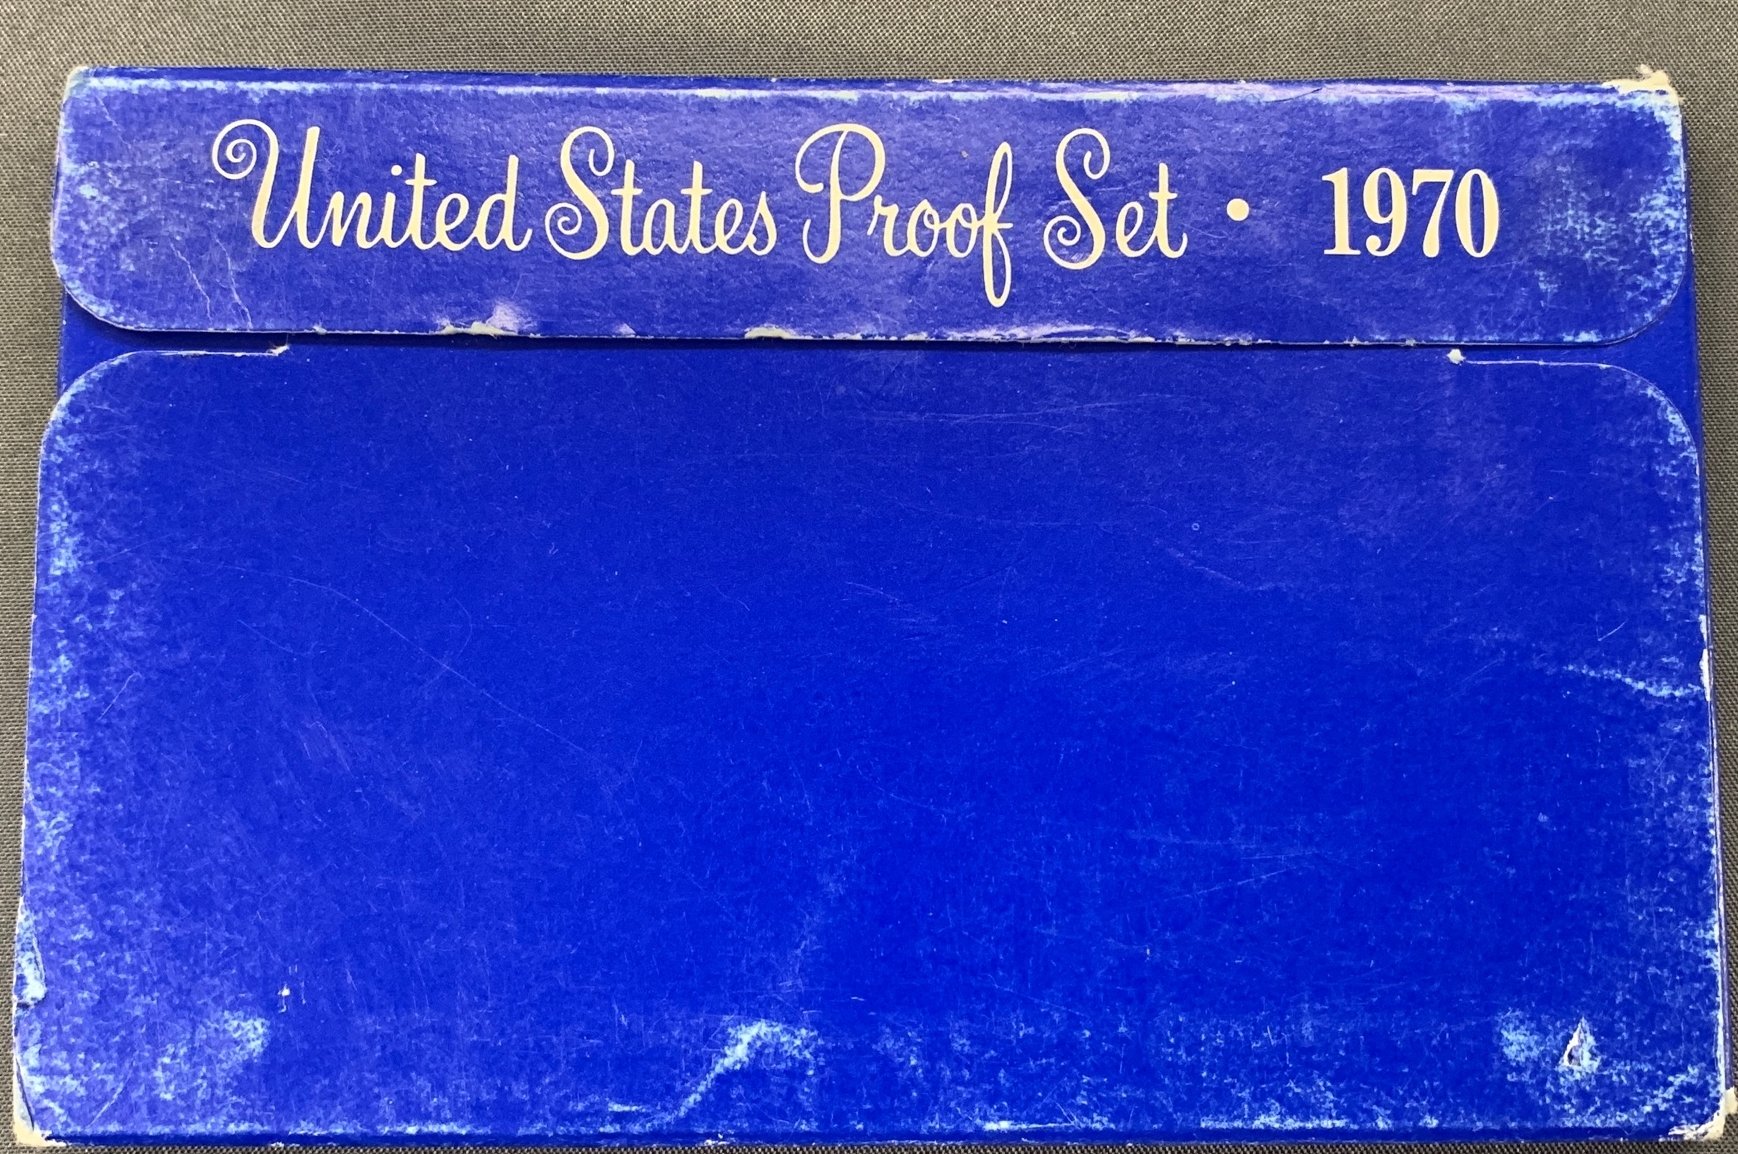 United States Proof Set • 1970